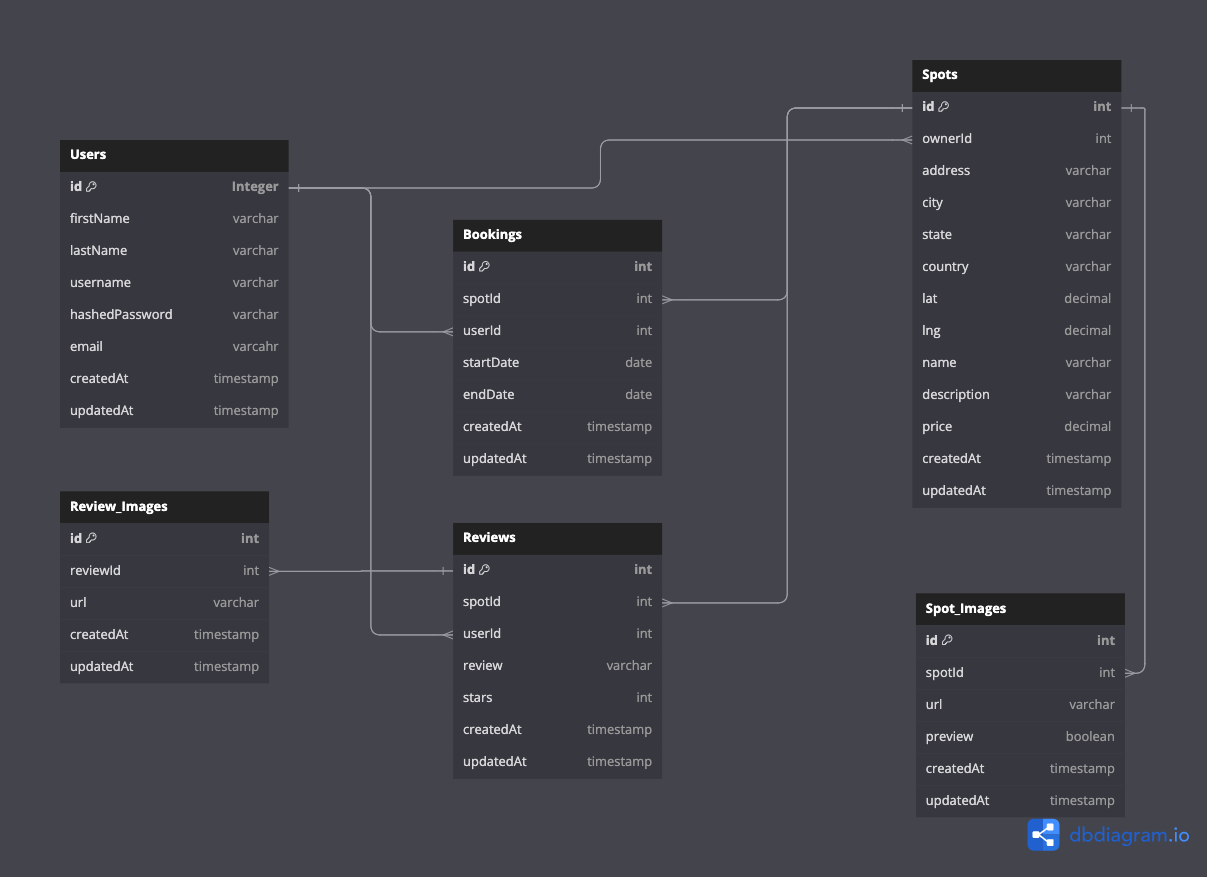 Users
id Integer
firstName varchar
lastName varchar
username varchar
hashedPassword varchar
email varcahr
createdAt timestamp
updatedAt timestamp
Review_Images
id int
reviewId int
url varchar
createdAt timestamp
updatedAt timestamp
Bookings
id int
spotId int
userId int
startDate date
endDate date
createdAt timestamp
updatedAt timestamp
Reviews
id int
spotId int
userId int
review varchar
stars int
createdAt timestamp
updatedAt timestamp
Spots
id int
ownerId int
address varchar
city varchar
state varchar
country varchar
lat decimal
lng decimal
name varchar
description varchar
price decimal
createdAt timestamp
updatedAt timestamp
Spot_Images
id int
spotId int
url varchar
preview boolean
createdAt timestamp
updatedAt timestamp
dbdiagram.io